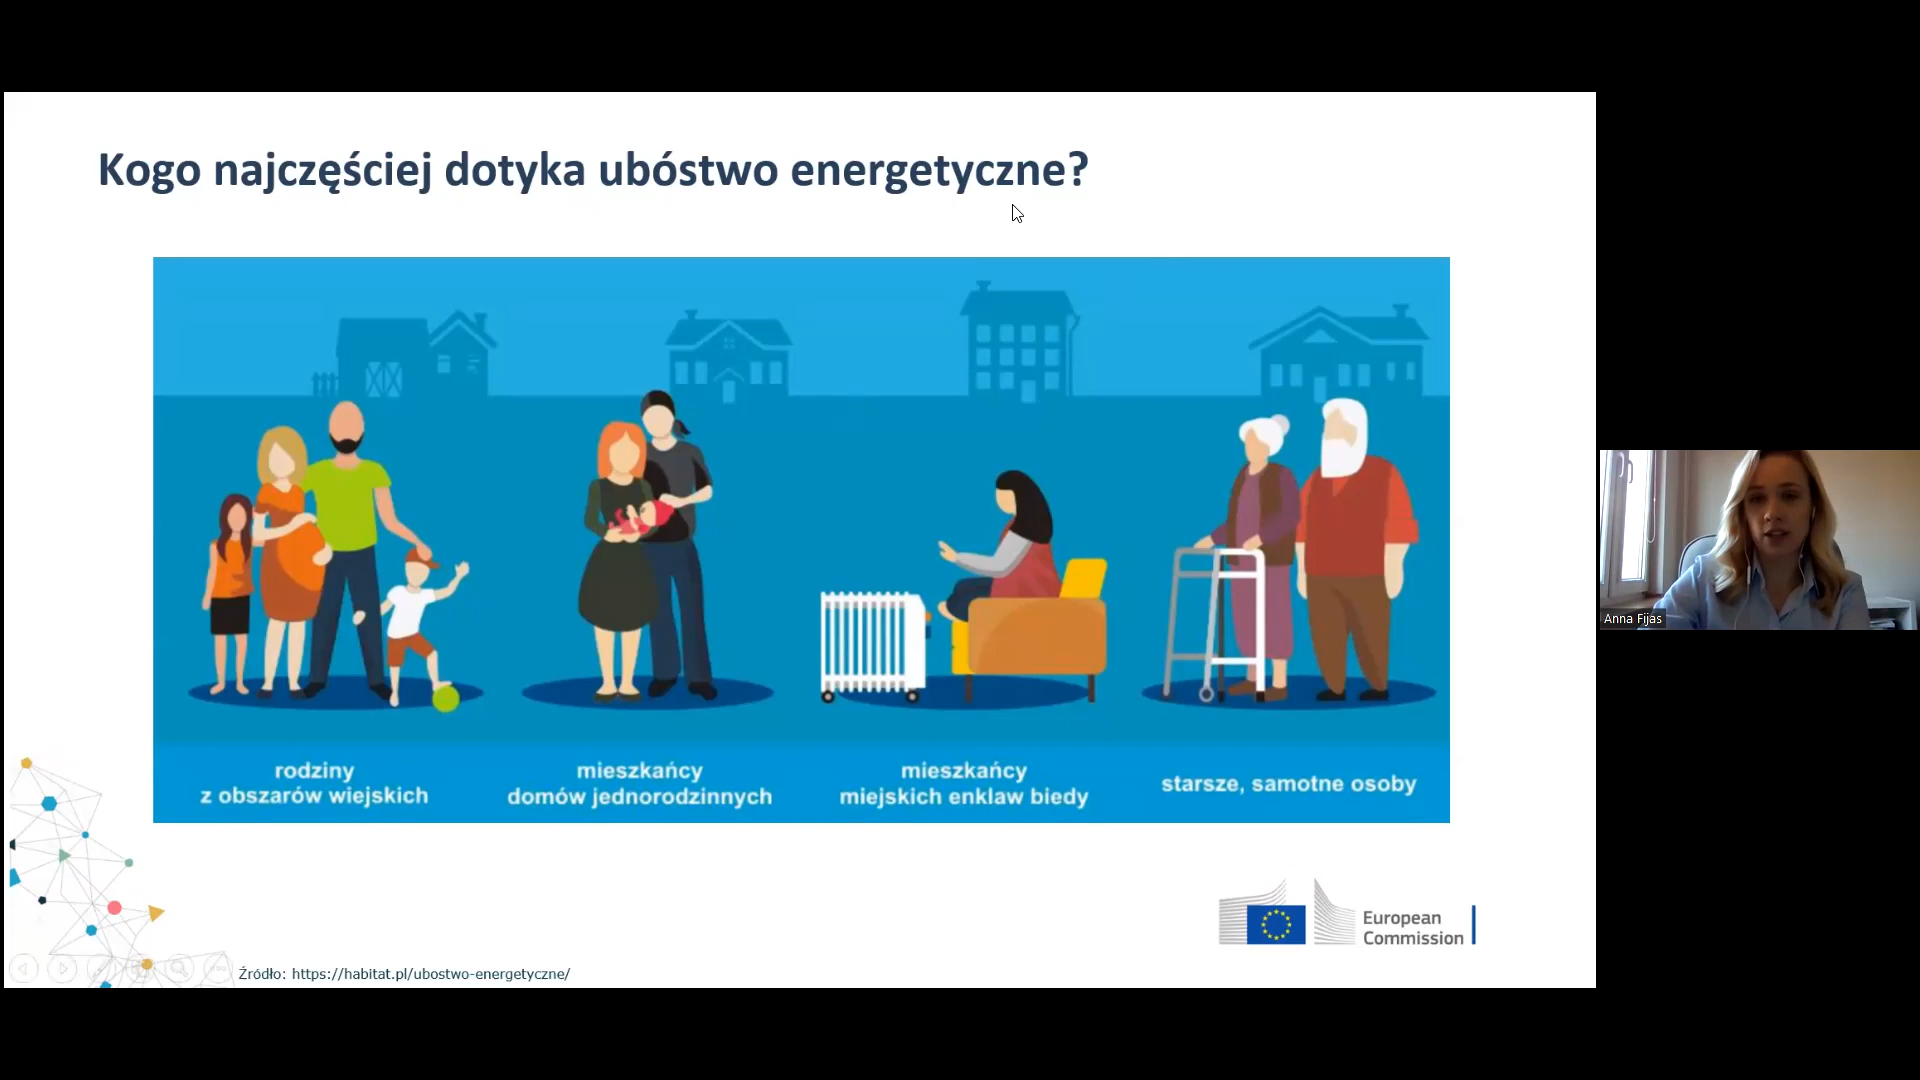 Kogo najczęściej dotyka ubóstwo energetyczne?
rodziny
z obszarów wiejskich
mieszkańcy
domów jednorodzinnych
mieszkańcy
miejskich enklaw biedy
starsze, samotne osoby
European
Commission
Źródło: https://habitat.pl/ubostwo-energetyczne/
Anna Fijas